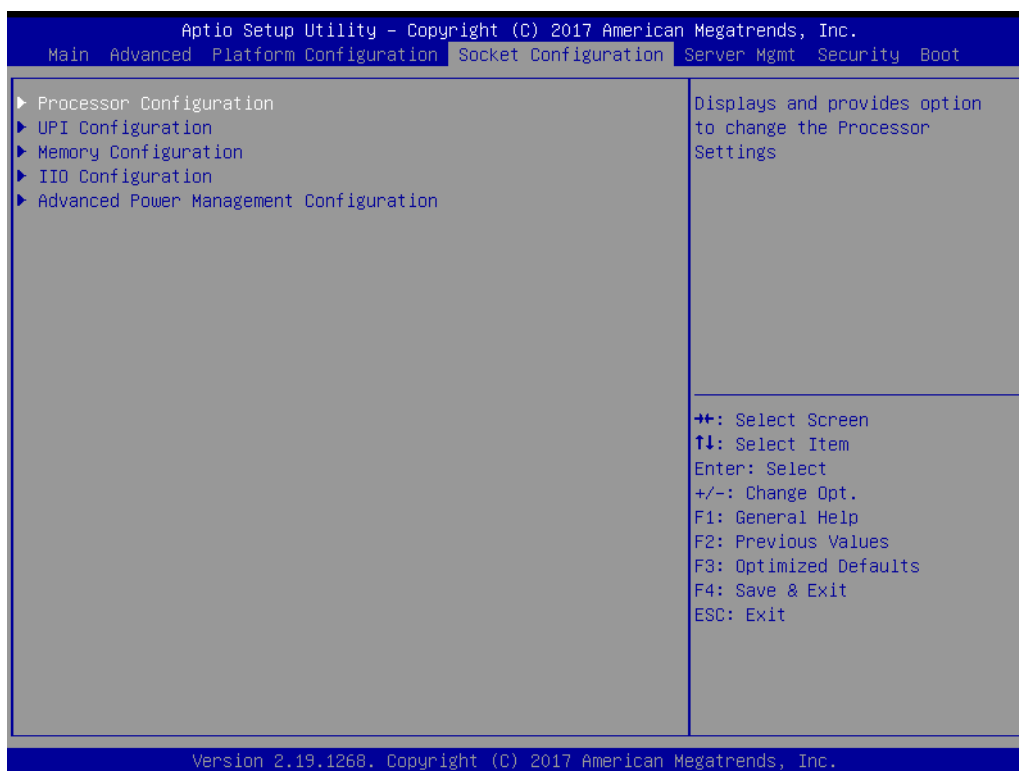 Aptio Setup Utility – Copyright (C) 2017 American Megatrends, Inc.
Main Advanced Platform Configuration Socket Configuration Server Mgmt Security Boot
▶ Processor Configuration
▶ UPI Configuration
▶ Memory Configuration
▶ IIO Configuration
▶ Advanced Power Management Configuration
Displays and provides option
to change the Processor
Settings
→←: Select Screen
↑↓: Select Item
Enter: Select
+/-: Change Opt.
F1: General Help
F2: Previous Values
F3: Optimized Defaults
F4: Save & Exit
ESC: Exit
Version 2.19.1268. Copyright (C) 2017 American Megatrends, Inc.